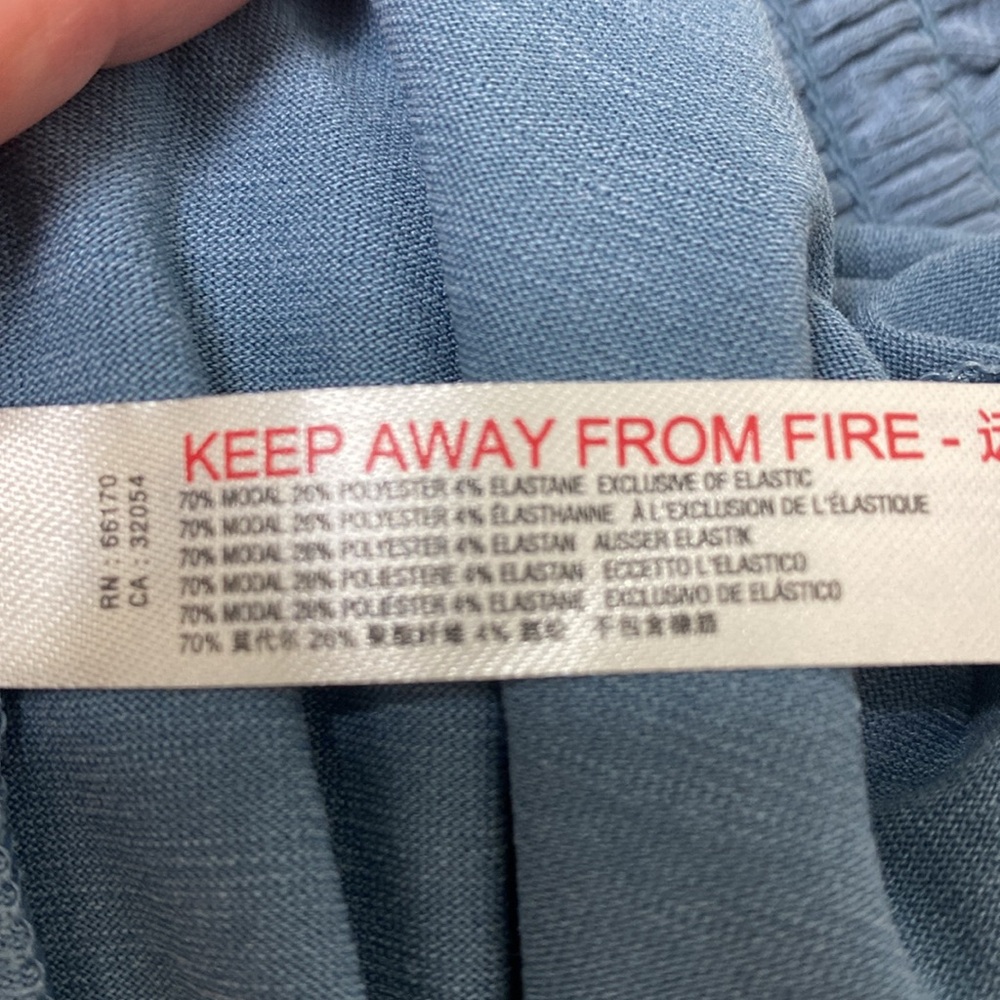 KEEP AWAY FROM FIRE - 远
70% MODAL 26% POLYESTER 4% ELASTANE EXCLUSIVE OF ELASTIC
70% MODAL 26% POLYESTER 4% ÉLASTHANNE À L'EXCLUSION DE L'ÉLASTIQUE
70% MODAL 26% POLYESTER 4% ELASTAN AUSSER ELASTIK
70% MODAL 26% POLIESTERE 4% ELASTAN ECCETTO L'ELASTICO
70% MODAL 26% POLIÉSTER 4% ELASTANE EXCLUSIVO DE ELÁSTICO
70% 莫代尔 26% 聚酯纤维 4% 氨纶 不包含橡筋
RN : 66170
CA : 32054